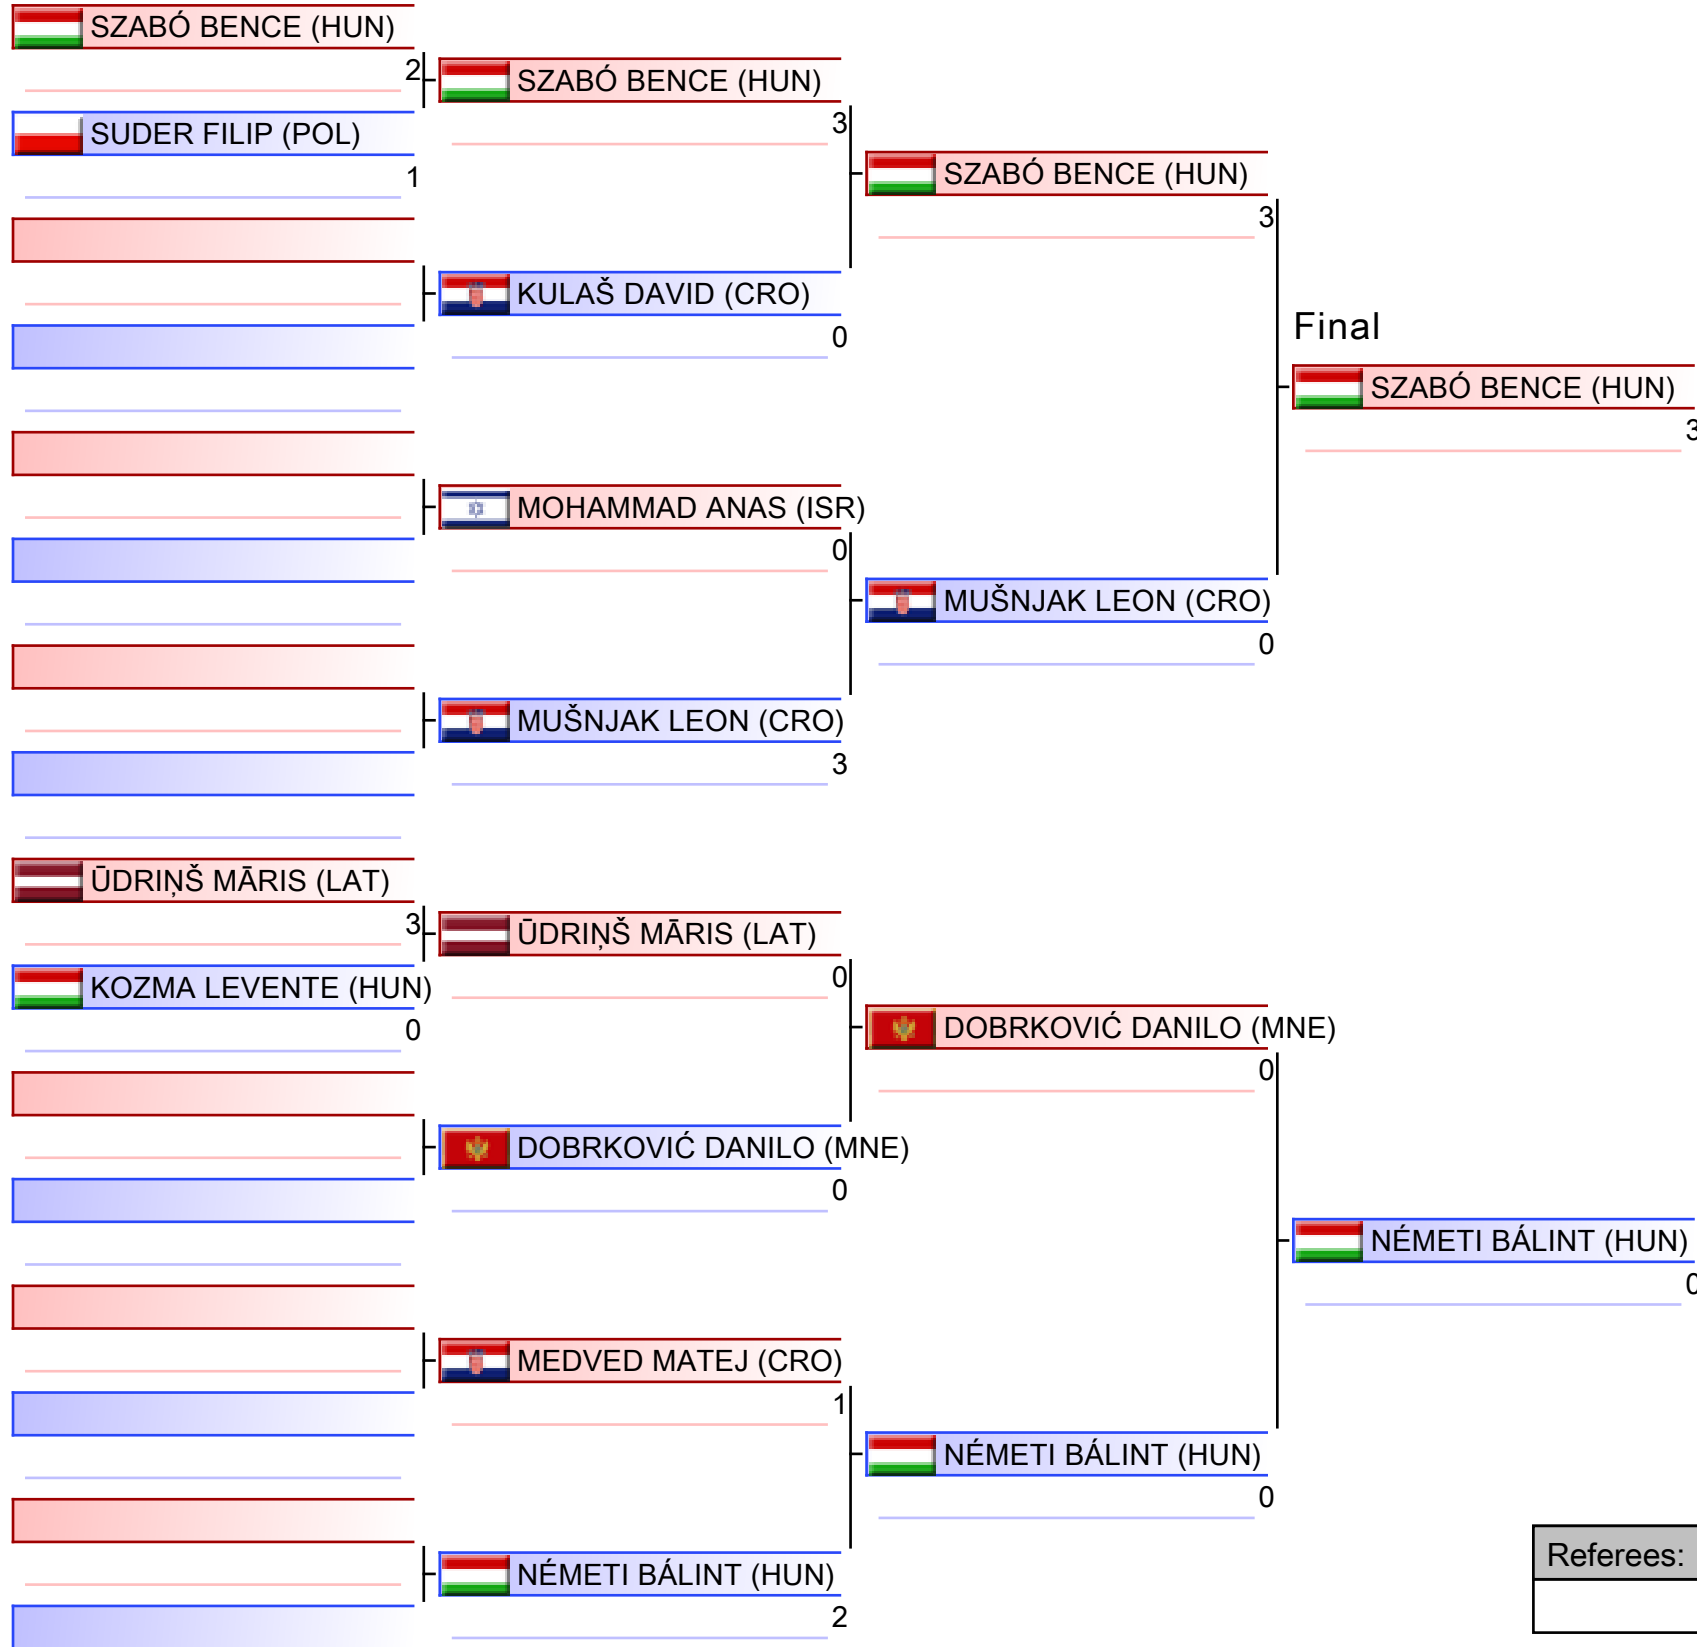 SZABÓ BENCE (HUN)
2
SUDER FILIP (POL)
1
ŪDRIŅŠ MĀRIS (LAT)
3
KOZMA LEVENTE (HUN)
0
SZABÓ BENCE (HUN)
3
KULAŠ DAVID (CRO)
0
MOHAMMAD ANAS (ISR)
0
MUŠNJAK LEON (CRO)
3
ŪDRIŅŠ MĀRIS (LAT)
0
DOBRKOVIĆ DANILO (MNE)
0
MEDVED MATEJ (CRO)
1
NÉMETI BÁLINT (HUN)
2
SZABÓ BENCE (HUN)
3
MUŠNJAK LEON (CRO)
0
DOBRKOVIĆ DANILO (MNE)
0
NÉMETI BÁLINT (HUN)
0
Final
SZABÓ BENCE (HUN)
3
NÉMETI BÁLINT (HUN)
0
Referees: